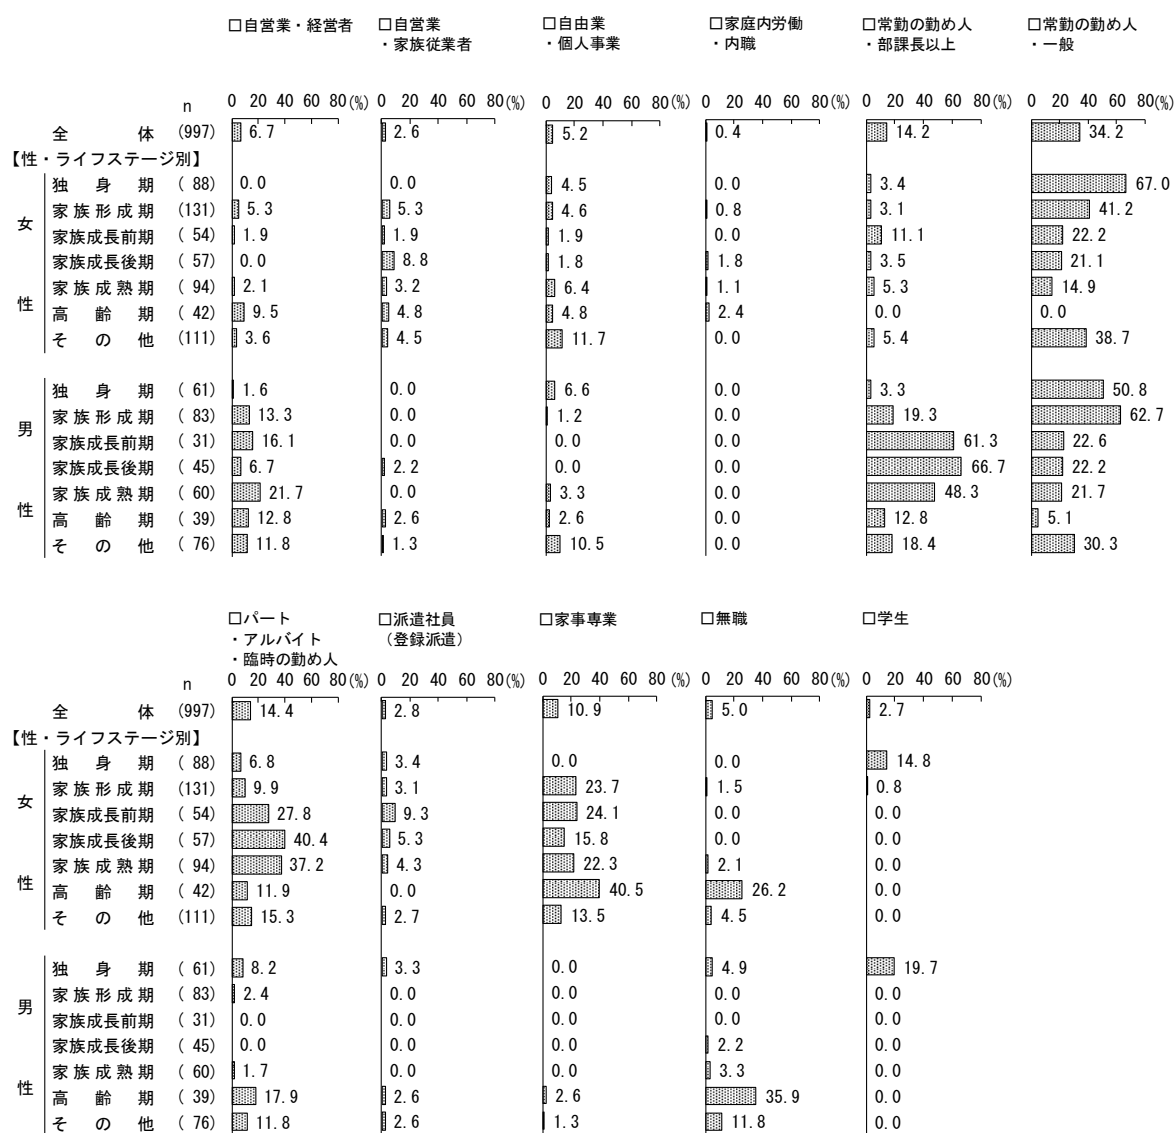 □自営業・経営者 □自営業 □自由業 □家庭内労働 □常勤の勤め人 □常勤の勤め人
・家族従業者 ・個人事業 ・内職 ・部課長以上 ・一般
n 0 20 40 60 80(%) 0 20 40 60 80(%) 0 20 40 60 80(%) 0 20 40 60 80(%) 0 20 40 60 80(%) 0 20 40 60 80(%)
全体 (997) 6.7 2.6 5.2 0.4 14.2 34.2
【性・ライフステージ別】
独身期 ( 88) 0.0 0.0 4.5 0.0 3.4 67.0
女 家族形成期 (131) 5.3 5.3 4.6 0.8 3.1 41.2
家族成長前期 ( 54) 1.9 1.9 1.9 0.0 11.1 22.2
家族成長後期 ( 57) 0.0 8.8 1.8 1.8 3.5 21.1
家族成熟期 ( 94) 2.1 3.2 6.4 1.1 5.3 14.9
性 高齢期 ( 42) 9.5 4.8 4.8 2.4 0.0 0.0
その他 (111) 3.6 4.5 11.7 0.0 5.4 38.7
独身期 ( 61) 1.6 0.0 6.6 0.0 3.3 50.8
男 家族形成期 ( 83) 13.3 0.0 1.2 0.0 19.3 62.7
家族成長前期 ( 31) 16.1 0.0 0.0 0.0 61.3 22.6
家族成長後期 ( 45) 6.7 2.2 0.0 0.0 66.7 22.2
家族成熟期 ( 60) 21.7 0.0 3.3 0.0 48.3 21.7
性 高齢期 ( 39) 12.8 2.6 2.6 0.0 12.8 5.1
その他 ( 76) 11.8 1.3 10.5 0.0 18.4 30.3
□パート □派遣社員 □家事専業 □無職 □学生
・アルバイト （登録派遣）
・臨時の勤め人
n 0 20 40 60 80(%) 0 20 40 60 80(%) 0 20 40 60 80(%) 0 20 40 60 80(%) 0 20 40 60 80(%)
全体 (997) 14.4 2.8 10.9 5.0 2.7
【性・ライフステージ別】
独身期 ( 88) 6.8 3.4 0.0 0.0 14.8
女 家族形成期 (131) 9.9 3.1 23.7 1.5 0.8
家族成長前期 ( 54) 27.8 9.3 24.1 0.0 0.0
家族成長後期 ( 57) 40.4 5.3 15.8 0.0 0.0
家族成熟期 ( 94) 37.2 4.3 22.3 2.1 0.0
性 高齢期 ( 42) 11.9 0.0 40.5 26.2 0.0
その他 (111) 15.3 2.7 13.5 4.5 0.0
独身期 ( 61) 8.2 3.3 0.0 4.9 19.7
男 家族形成期 ( 83) 2.4 0.0 0.0 0.0 0.0
家族成長前期 ( 31) 0.0 0.0 0.0 0.0 0.0
家族成長後期 ( 45) 0.0 0.0 0.0 2.2 0.0
家族成熟期 ( 60) 1.7 0.0 0.0 3.3 0.0
性 高齢期 ( 39) 17.9 2.6 2.6 35.9 0.0
その他 ( 76) 11.8 2.6 1.3 11.8 0.0